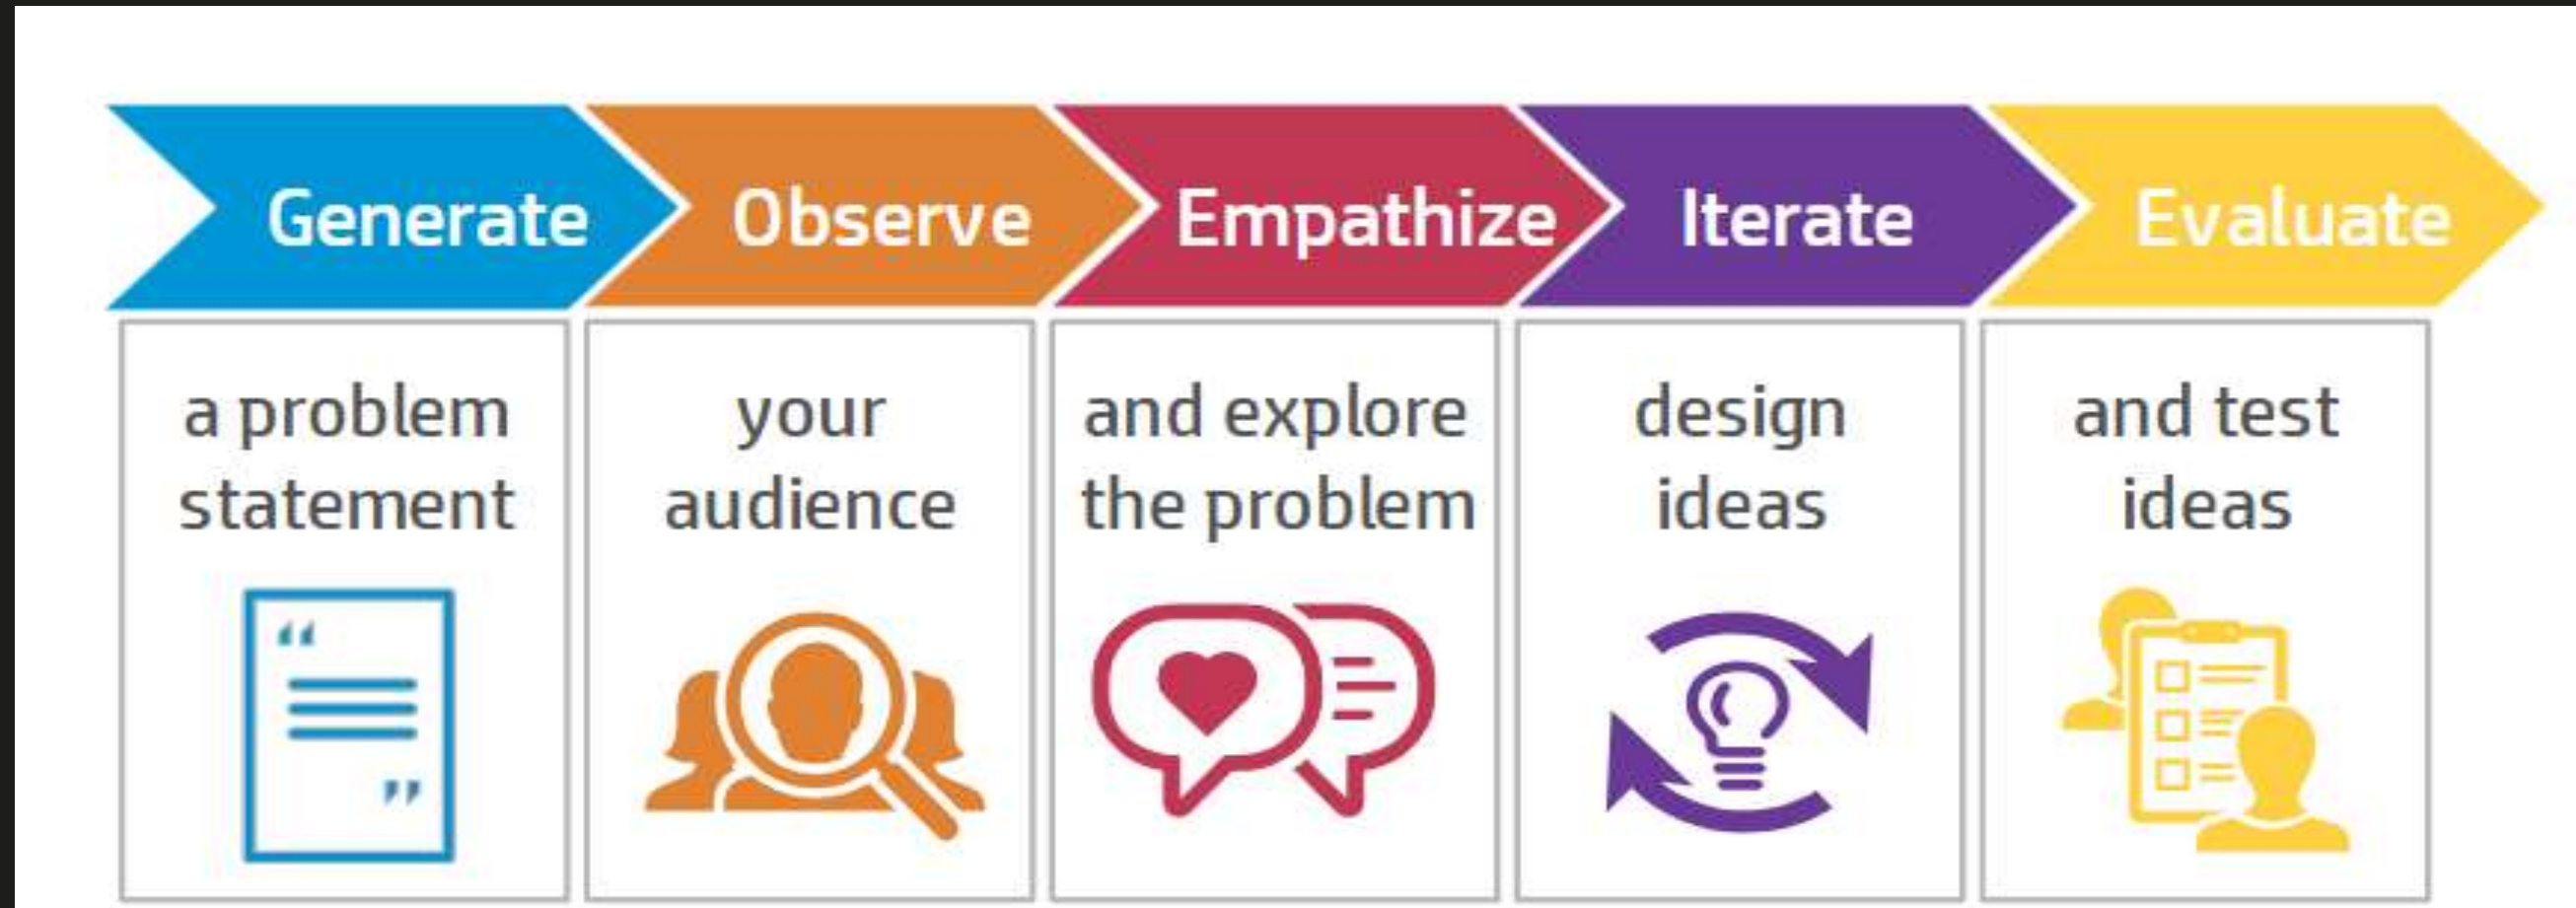 Generate
a problem
statement
“
”
Observe
your
audience
Empathize
and explore
the problem
Iterate
design
ideas
Evaluate
and test
ideas